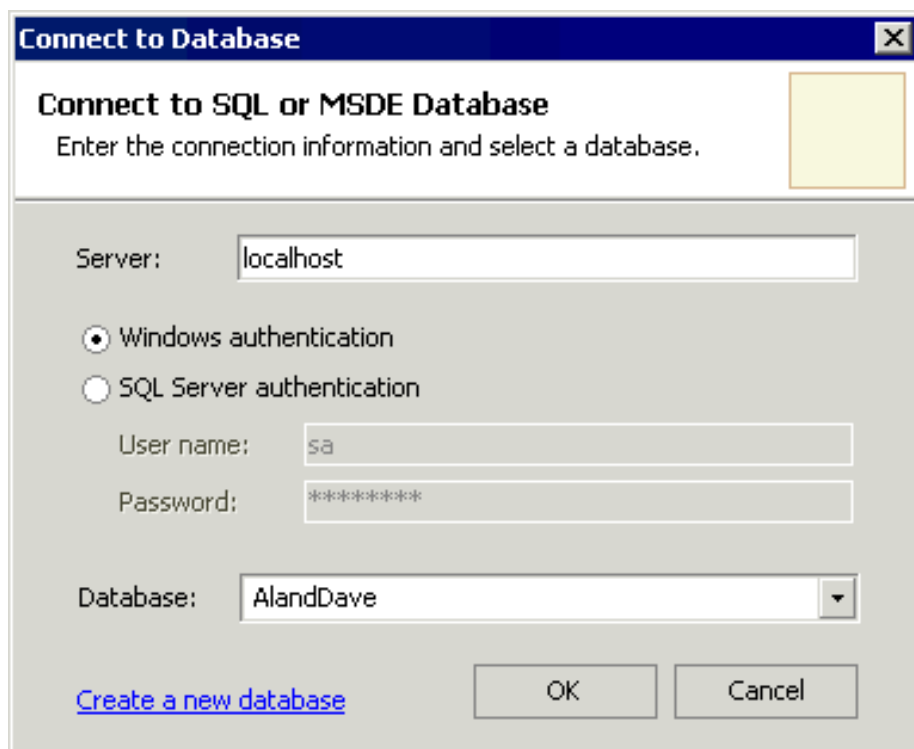 Connect to Database
Connect to SQL or MSDE Database
Enter the connection information and select a database.
Server: localhost
Windows authentication
SQL Server authentication
User name: sa
Password: ********
Database: AlandDave
Create a new database OK Cancel